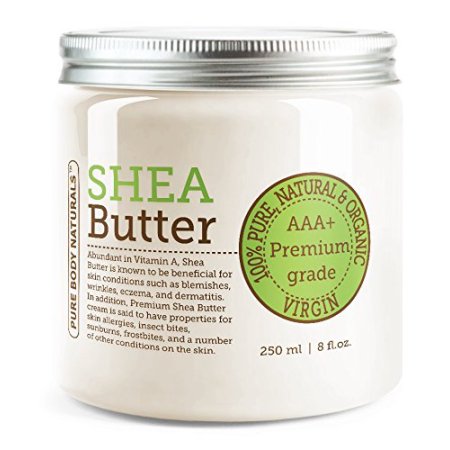 PURE BODY NATURALS™
SHEA
Butter
Abundant in Vitamin A, Shea
Butter is known to be beneficial for
skin conditions such as blemishes,
wrinkles, eczema, and dermatitis.
In addition, Premium Shea Butter
cream is said to have properties for
skin allergies, insect bites,
sunburns, frostbites, and a number
of other conditions on the skin.
100% PURE, NATURAL & ORGANIC
AAA+
Premium
grade
VIRGIN
250 ml | 8 fl.oz.